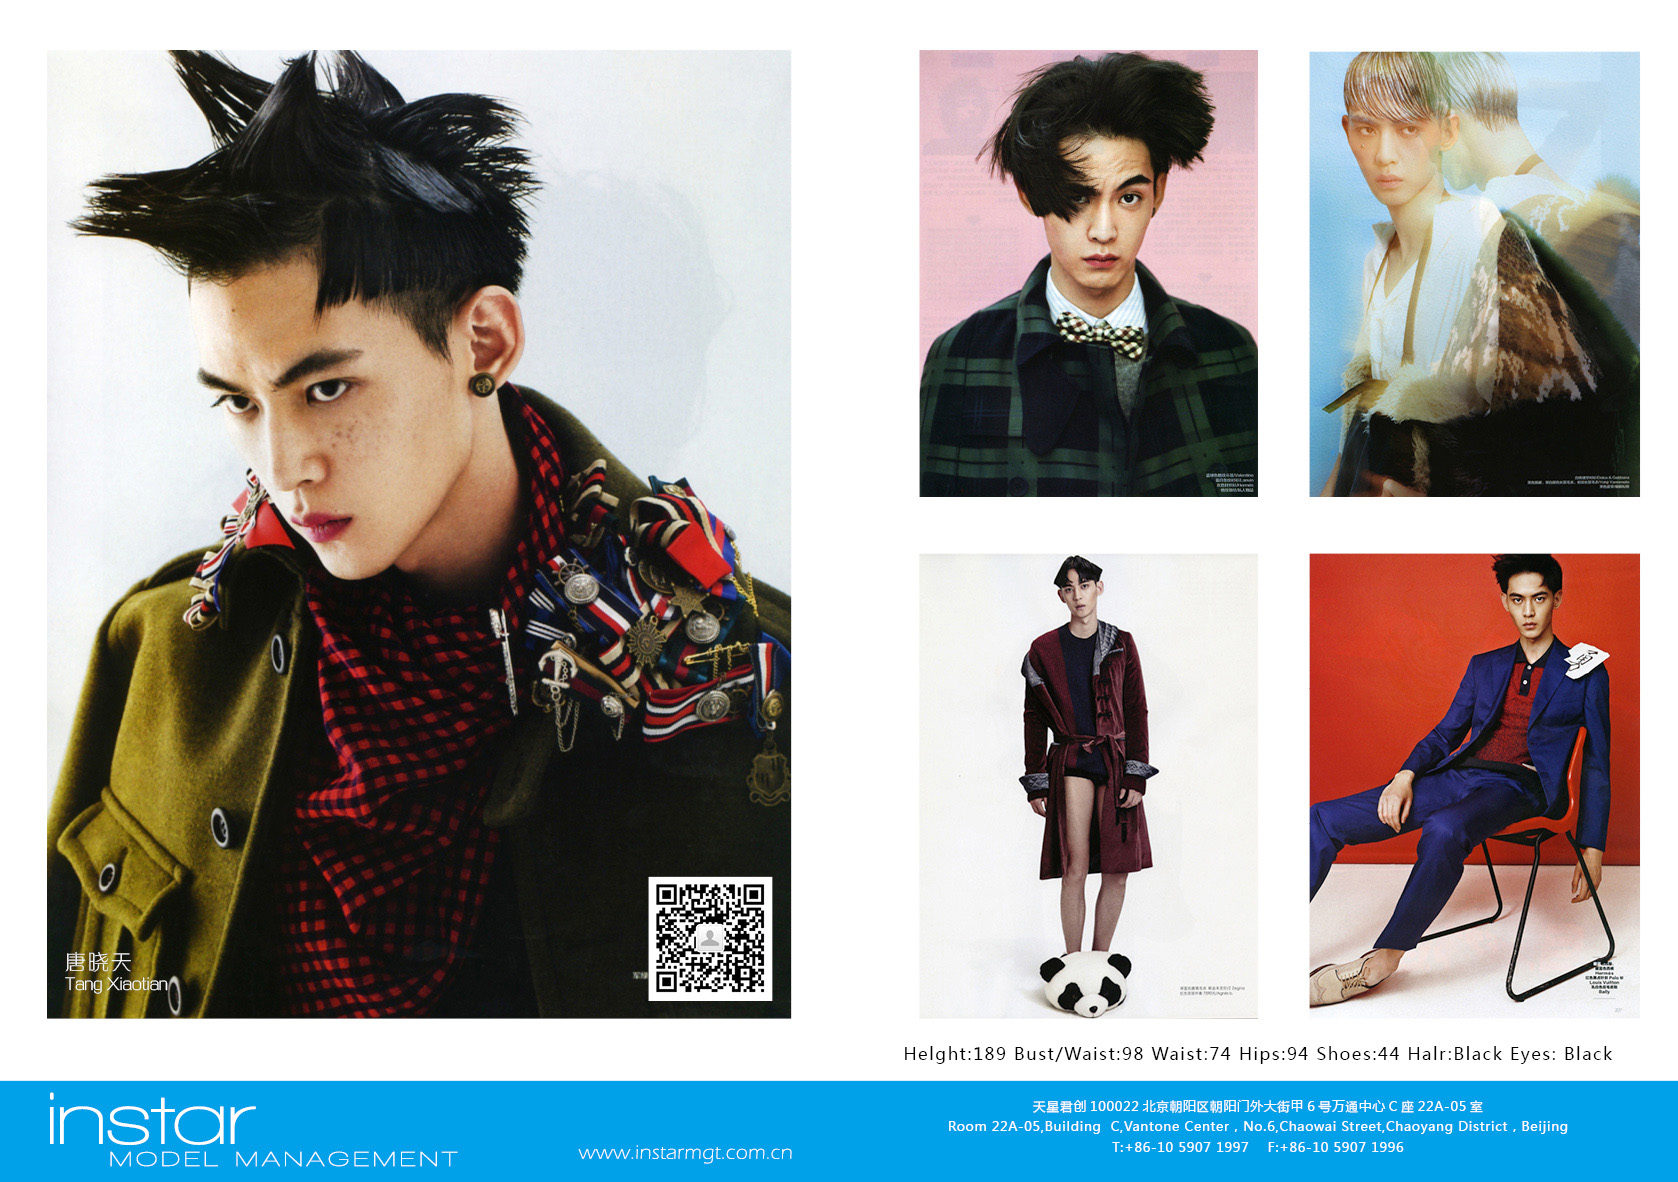 唐晓天
Tang Xiaotian
Helght:189 Bust/Waist:98 Waist:74 Hips:94 Shoes:44 Halr:Black Eyes: Black
instar
MODEL MANAGEMENT
www.instarmgt.com.cn
天星君创 100022 北京朝阳区朝阳门外大街甲 6 号万通中心 C 座 22A-05 室
Room 22A-05,Building C,Vantone Center , No.6,Chaowai Street,Chaoyang District , Beijing
T:+86-10 5907 1997 F:+86-10 5907 1996